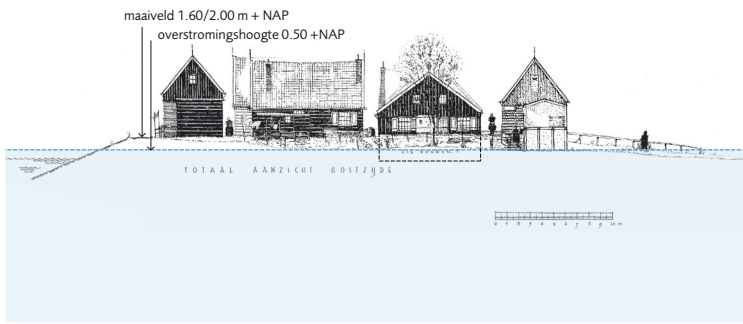 maaiveld 1.60/2.00 m + NAP
overstromingshoogte 0.50 +NAP
TOTAAL AANZICHT OOSTZIJDE
0 1 2 3 4 5 6 7 8 9 10 m.